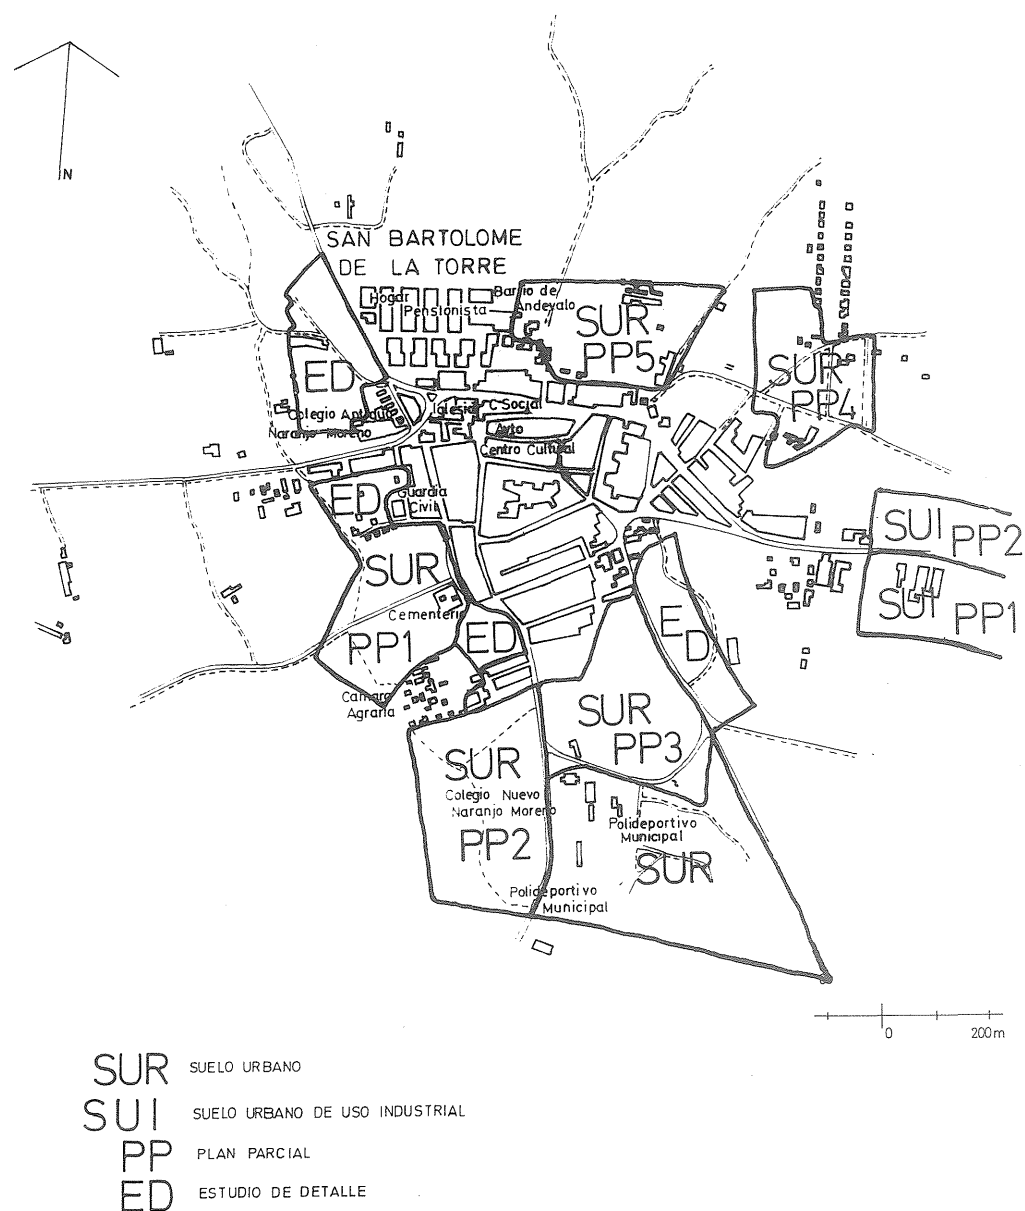 N
SAN BARTOLOME
DE LA TORRE
Hogar
Pensionista
Barrio de
Andevalo
SUR
PP5
SUR
PP4
ED
Colegio Antiguo
Naranjo Moreno
Iglesia
C.Social
Ayto
Centro Cultural
ED
Guardia
Civil
SUI
PP2
SUI
PP1
SUR
PP1
Cementerio
ED
ED
Camara
Agraria
SUR
PP3
SUR
Colegio Nuevo
Naranjo Moreno
PP2
Polideportivo
Municipal
SUR
Polideportivo
Municipal
0 200m
SUR SUELO URBANO
SUI SUELO URBANO DE USO INDUSTRIAL
PP PLAN PARCIAL
ED ESTUDIO DE DETALLE